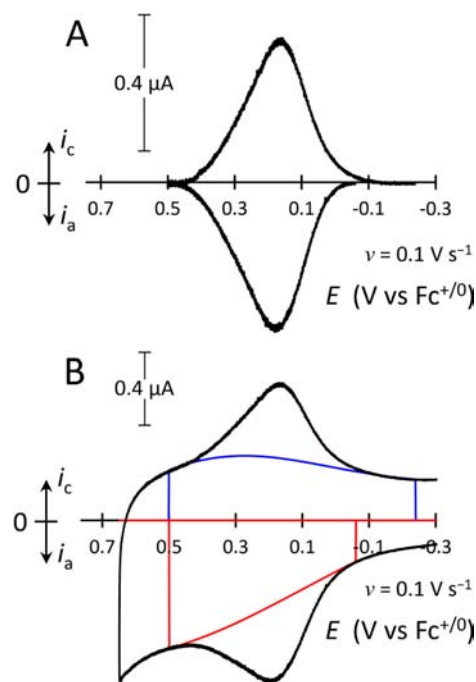 A
0.4 µA
i_c
0
i_a
0.7 0.5 0.3 0.1 -0.1 -0.3
ν = 0.1 V s⁻¹
E (V vs Fc⁺/⁰)
B
0.4 µA
i_c
0
i_a
0.7 0.5 0.3 0.1 -0.1 -0.3
ν = 0.1 V s⁻¹
E (V vs Fc⁺/⁰)